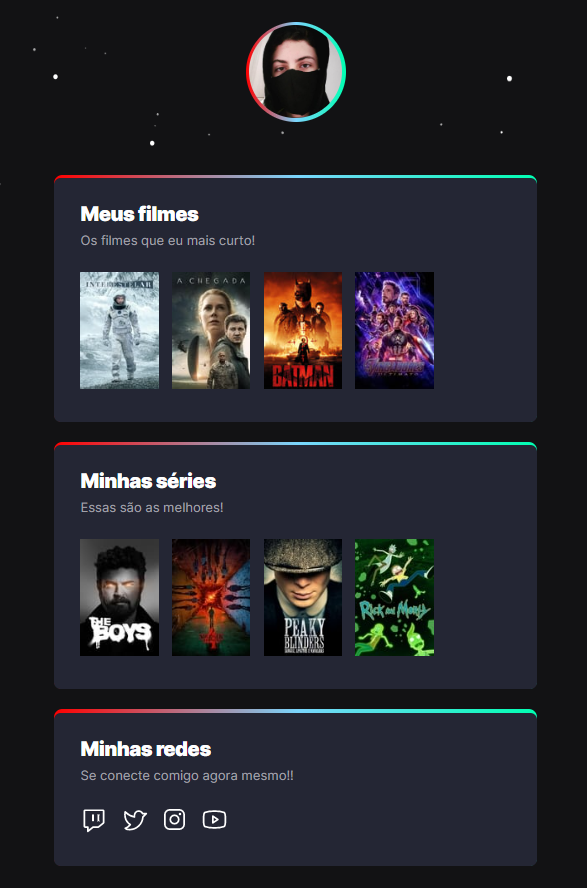 Meus filmes
Os filmes que eu mais curto!
INTERSTELLAR
A CHEGADA
BATMAN
Minhas séries
Essas são as melhores!
THE
BOYS
PEAKY
BLINDERS
RICK AND MORTY
Minhas redes
Se conecte comigo agora mesmo!!